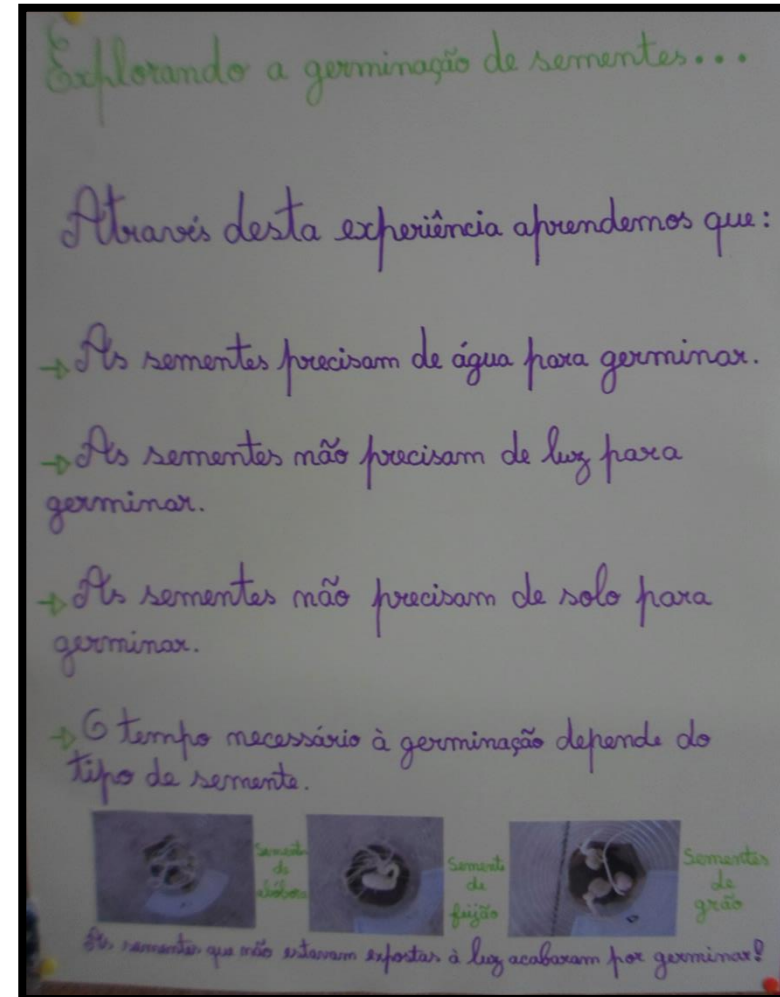 Explorando a germinação de sementes...
Através desta experiência aprendemos que:
→ As sementes precisam de água para germinar.
→ As sementes não precisam de luz para
germinar.
→ As sementes não precisam de solo para
germinar.
→ O tempo necessário à germinação depende do
tipo de semente.
Semente
de
abóbora
Semente
de
feijão
Sementes
de
grão
As sementes que não estavam expostas à luz acabaram por germinar!